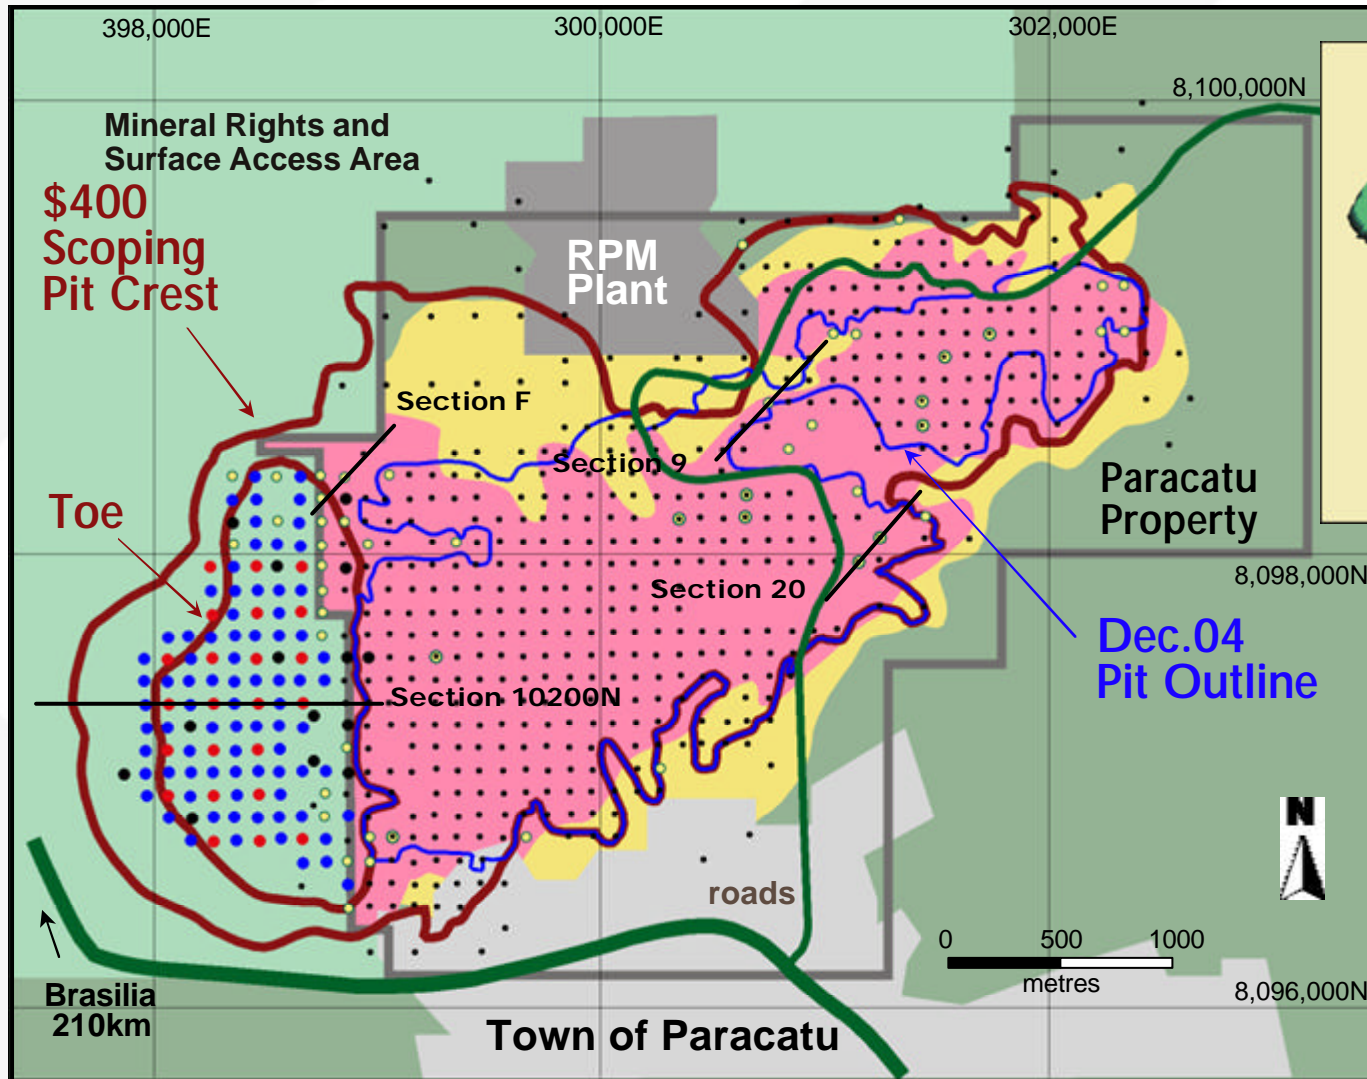 398,000E
300,000E
302,000E
8,100,000N
Mineral Rights and
Surface Access Area
$400
Scoping
Pit Crest
RPM
Plant
Section F
Section 9
Paracatu
Property
Toe
8,098,000N
Section 20
Dec.04
Pit Outline
Section 10200N
N
roads
0 500 1000
metres
Brasilia
210km
8,096,000N
Town of Paracatu